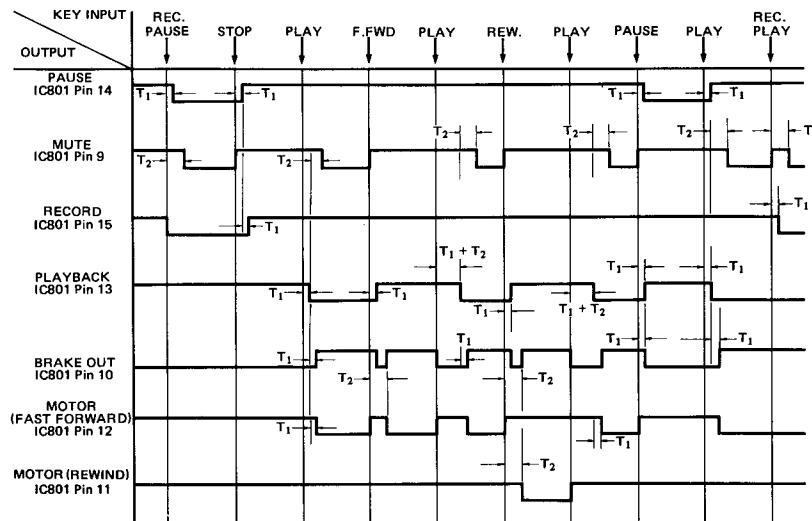 KEY INPUT
OUTPUT
REC.
PAUSE
STOP
PLAY
F.FWD
PLAY
REW.
PLAY
PAUSE
PLAY
REC.
PLAY
PAUSE
IC801 Pin 14
T1
T1
T1
T1
MUTE
IC801 Pin 9
T2
T2
T2
T2
T2
T
RECORD
IC801 Pin 15
T1
T1
PLAYBACK
IC801 Pin 13
T1
T1
T1 + T2
T1
T1 + T2
T1
T1
BRAKE OUT
IC801 Pin 10
T1
T2
T1
T2
T1
T1
MOTOR
(FAST FORWARD)
IC801 Pin 12
T1
T1
MOTOR (REWIND)
IC801 Pin 11
T2